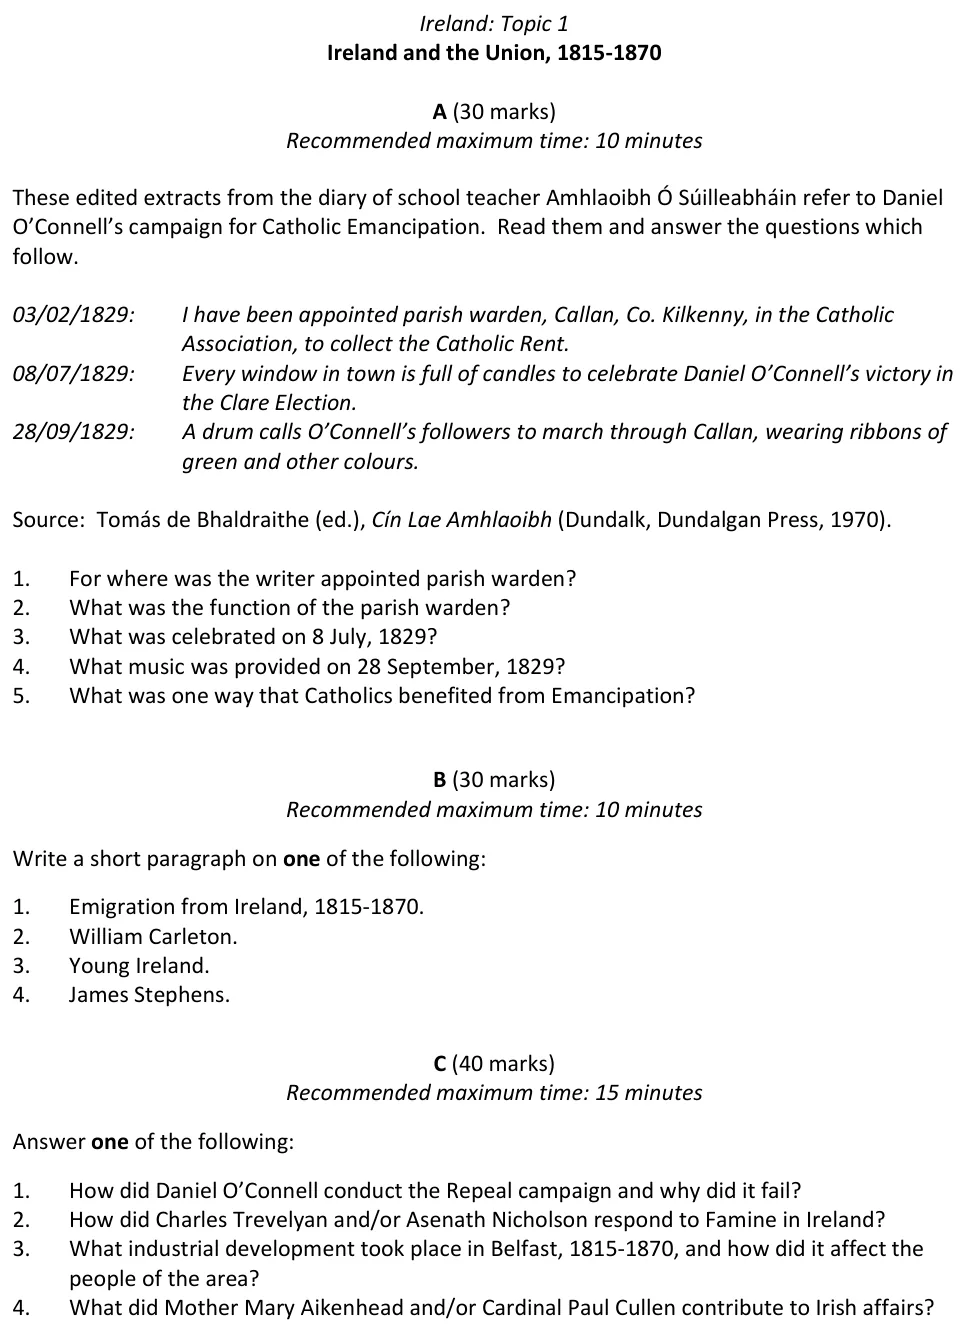 Ireland: Topic 1
Ireland and the Union, 1815-1870
A (30 marks)
Recommended maximum time: 10 minutes
These edited extracts from the diary of school teacher Amhlaoibh Ó Súilleabháin refer to Daniel
O’Connell’s campaign for Catholic Emancipation.  Read them and answer the questions which
follow.
03/02/1829: I have been appointed parish warden, Callan, Co. Kilkenny, in the Catholic
Association, to collect the Catholic Rent.
08/07/1829: Every window in town is full of candles to celebrate Daniel O’Connell’s victory in
the Clare Election.
28/09/1829: A drum calls O’Connell’s followers to march through Callan, wearing ribbons of
green and other colours.
Source:  Tomás de Bhaldraithe (ed.), Cín Lae Amhlaoibh (Dundalk, Dundalgan Press, 1970).
1. For where was the writer appointed parish warden?
2. What was the function of the parish warden?
3. What was celebrated on 8 July, 1829?
4. What music was provided on 28 September, 1829?
5. What was one way that Catholics benefited from Emancipation?
B (30 marks)
Recommended maximum time: 10 minutes
Write a short paragraph on one of the following:
1. Emigration from Ireland, 1815-1870.
2. William Carleton.
3. Young Ireland.
4. James Stephens.
C (40 marks)
Recommended maximum time: 15 minutes
Answer one of the following:
1. How did Daniel O’Connell conduct the Repeal campaign and why did it fail?
2. How did Charles Trevelyan and/or Asenath Nicholson respond to Famine in Ireland?
3. What industrial development took place in Belfast, 1815-1870, and how did it affect the
people of the area?
4. What did Mother Mary Aikenhead and/or Cardinal Paul Cullen contribute to Irish affairs?